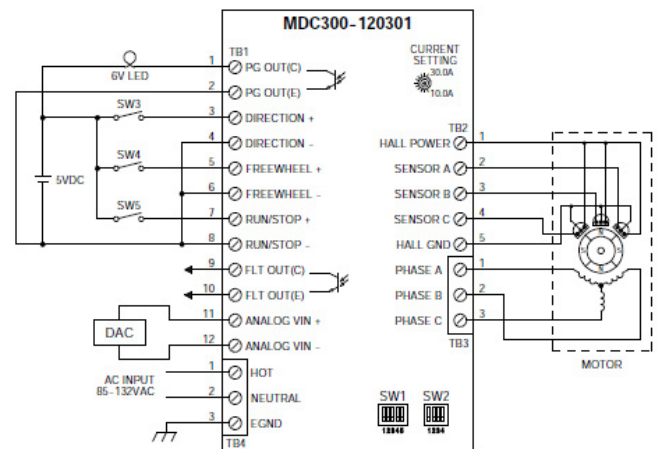 MDC300-120301
TB1
CURRENT
SETTING
30.0A
10.0A
6V LED
1 PG OUT(C)
2 PG OUT(E)
SW3
3 DIRECTION +
4 DIRECTION -
SW4
5 FREEWHEEL +
5VDC
6 FREEWHEEL -
SW5
7 RUN/STOP +
8 RUN/STOP -
9 FLT OUT(C)
10 FLT OUT(E)
11 ANALOG VIN +
DAC
12 ANALOG VIN -
AC INPUT
85-132VAC
1 HOT
2 NEUTRAL
3 EGND
TB4
TB2
HALL POWER 1
SENSOR A 2
SENSOR B 3
SENSOR C 4
HALL GND 5
PHASE A 1
PHASE B 2
PHASE C 3
TB3
MOTOR
SW1
12345
SW2
1234